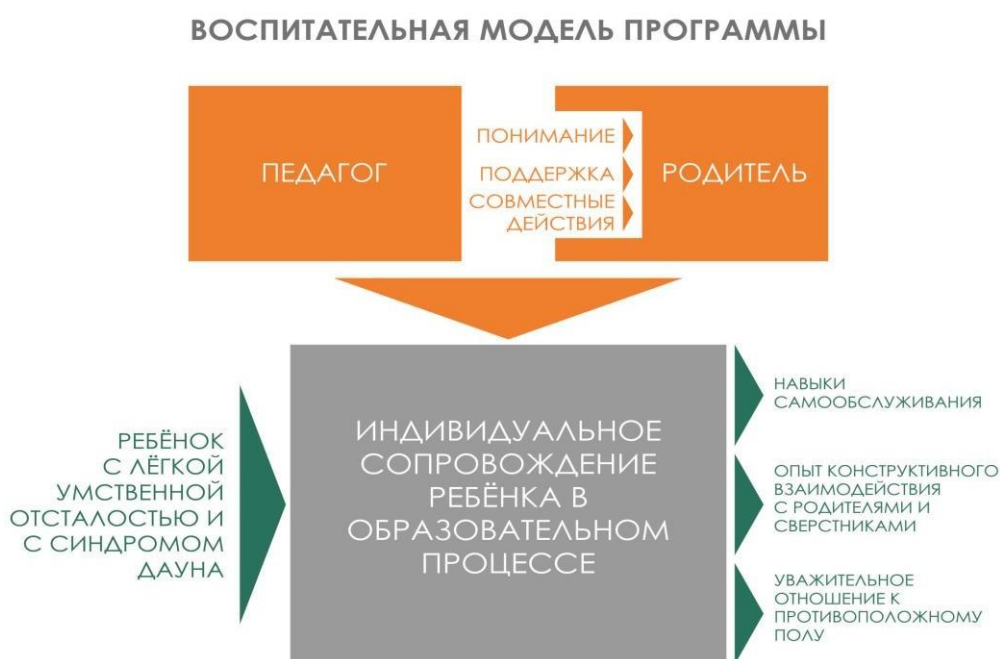 ВОСПИТАТЕЛЬНАЯ МОДЕЛЬ ПРОГРАММЫ
ПЕДАГОГ
ПОНИМАНИЕ
ПОДДЕРЖКА
СОВМЕСТНЫЕ
ДЕЙСТВИЯ
РОДИТЕЛЬ
РЕБЁНОК
С ЛЁГКОЙ
УМСТВЕННОЙ
ОТСТАЛОСТЬЮ И
С СИНДРОМОМ
ДАУНА
ИНДИВИДУАЛЬНОЕ
СОПРОВОЖДЕНИЕ
РЕБЁНКА В
ОБРАЗОВАТЕЛЬНОМ
ПРОЦЕССЕ
НАВЫКИ
САМООБСЛУЖИВАНИЯ
ОПЫТ КОНСТРУКТИВНОГО
ВЗАИМОДЕЙСТВИЯ
С РОДИТЕЛЯМИ И
СВЕРСТНИКАМИ
УВАЖИТЕЛЬНОЕ
ОТНОШЕНИЕ К
ПРОТИВОПОЛОЖНОМУ
ПОЛУ